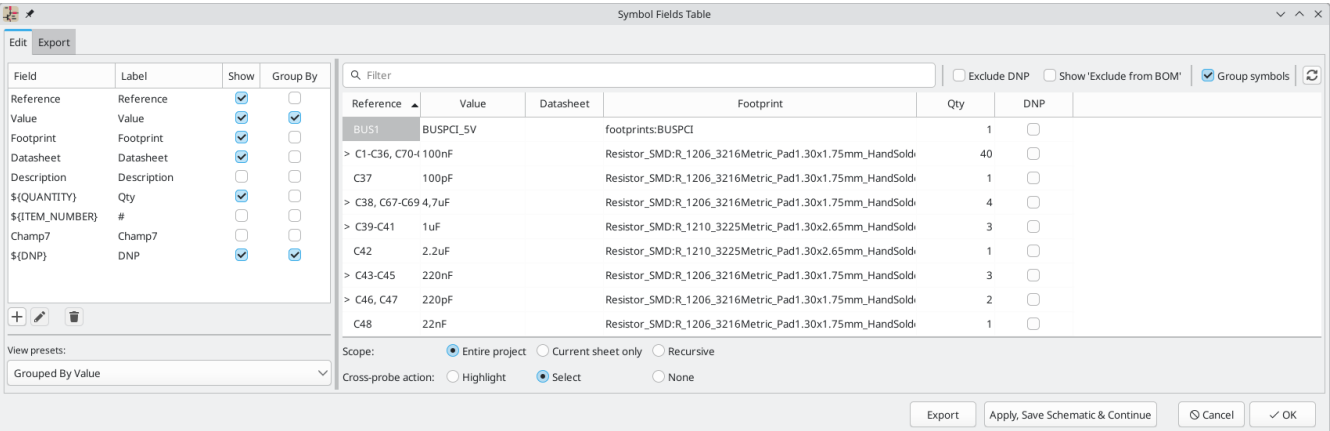 Symbol Fields Table
Edit Export
Field Label Show Group By
Reference Reference
Value Value
Footprint Footprint
Datasheet Datasheet
Description Description
${QUANTITY} Qty
${ITEM_NUMBER} #
Champ7 Champ7
${DNP} DNP
View presets:
Grouped By Value
Filter
Exclude DNP Show 'Exclude from BOM' Group symbols
Reference Value Datasheet Footprint Qty DNP
BUS1 BUSPCI_5V footprints:BUSPCI 1
> C1-C36, C70-( 100nF Resistor_SMD:R_1206_3216Metric_Pad1.30x1.75mm_HandSold 40
C37 100pF Resistor_SMD:R_1206_3216Metric_Pad1.30x1.75mm_HandSold 1
> C38, C67-C69 4,7uF Resistor_SMD:R_1206_3216Metric_Pad1.30x1.75mm_HandSold 4
> C39-C41 1uF Resistor_SMD:R_1210_3225Metric_Pad1.30x2.65mm_HandSold 3
C42 2.2uF Resistor_SMD:R_1210_3225Metric_Pad1.30x2.65mm_HandSold 1
> C43-C45 220nF Resistor_SMD:R_1206_3216Metric_Pad1.30x1.75mm_HandSold 3
> C46, C47 220pF Resistor_SMD:R_1206_3216Metric_Pad1.30x1.75mm_HandSold 2
C48 22nF Resistor_SMD:R_1206_3216Metric_Pad1.30x1.75mm_HandSold 1
Scope: Entire project Current sheet only Recursive
Cross-probe action: Highlight Select None
Export Apply, Save Schematic & Continue Cancel OK